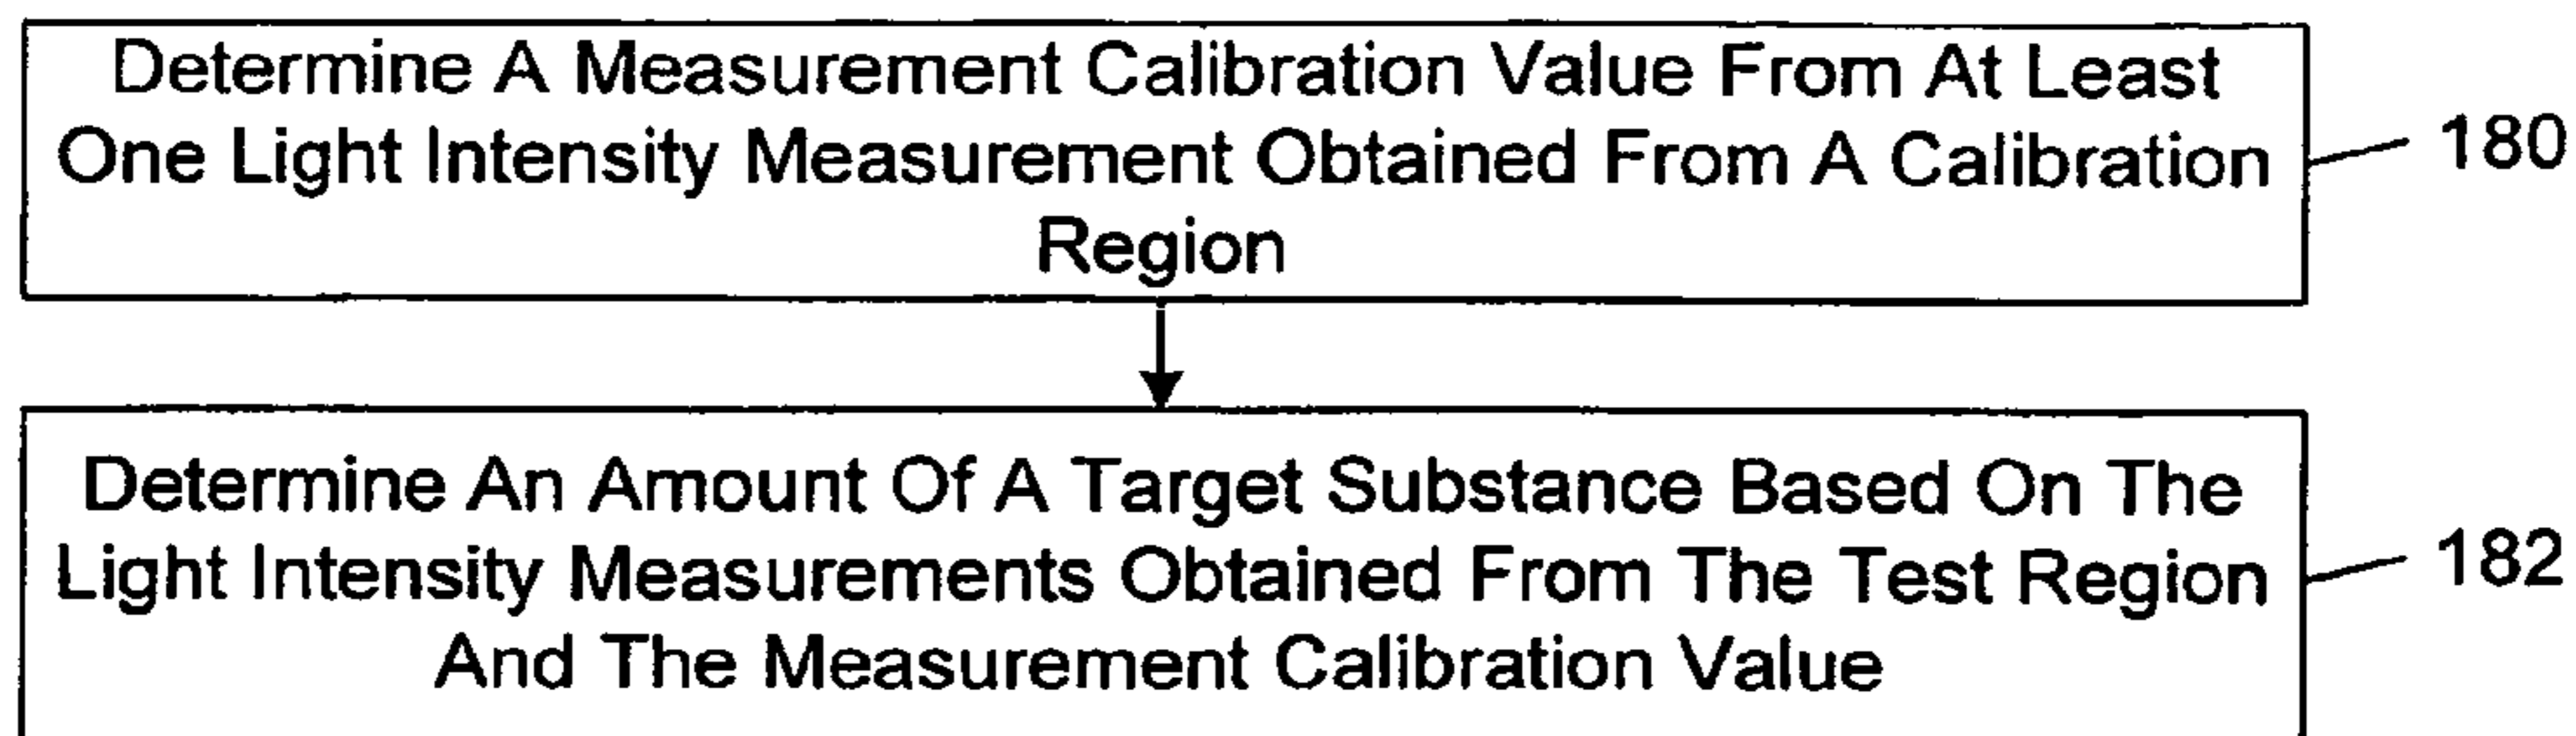 Determine A Measurement Calibration Value From At Least
One Light Intensity Measurement Obtained From A Calibration
Region
180
Determine An Amount Of A Target Substance Based On The
Light Intensity Measurements Obtained From The Test Region
And The Measurement Calibration Value
182